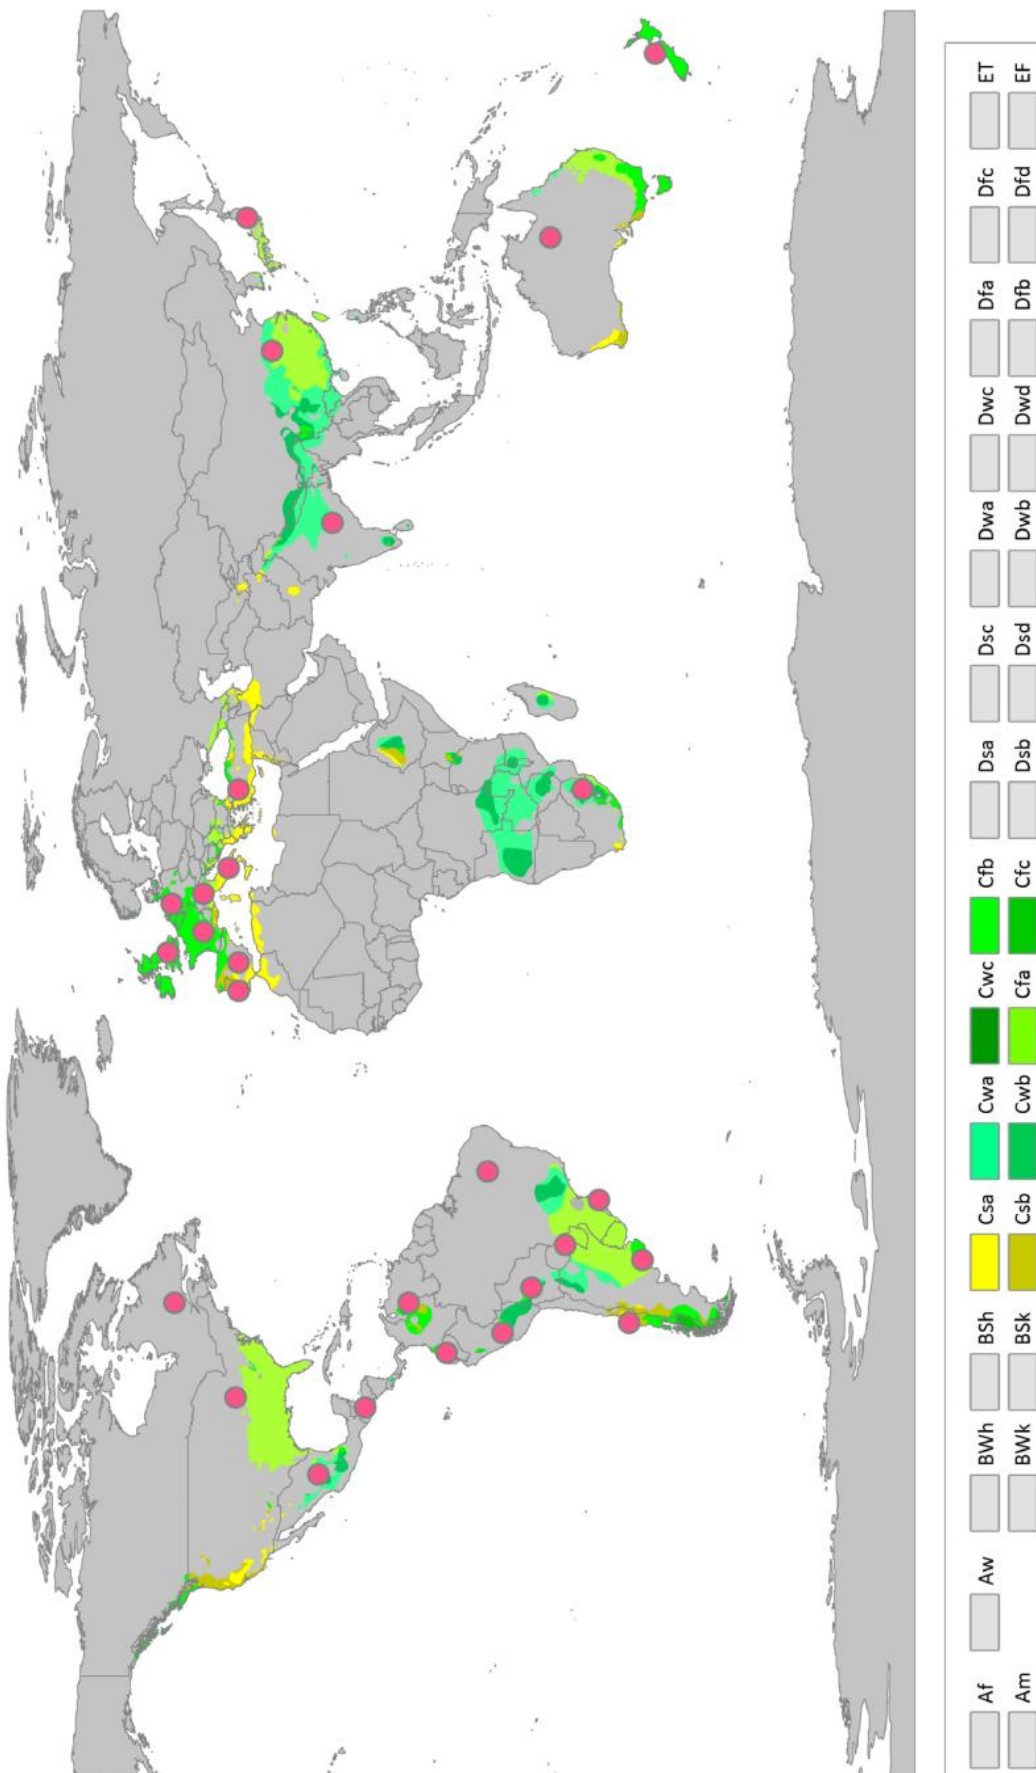 Af Aw BWh BSh Csa Cwa Cwc Cfb Dsa Dsc Dwa Dwc Dfa Dfc ET
Am BWk BSk Csb Cwb Cfa Cfc Dsb Dsd Dwb Dwd Dfb Dfd EF